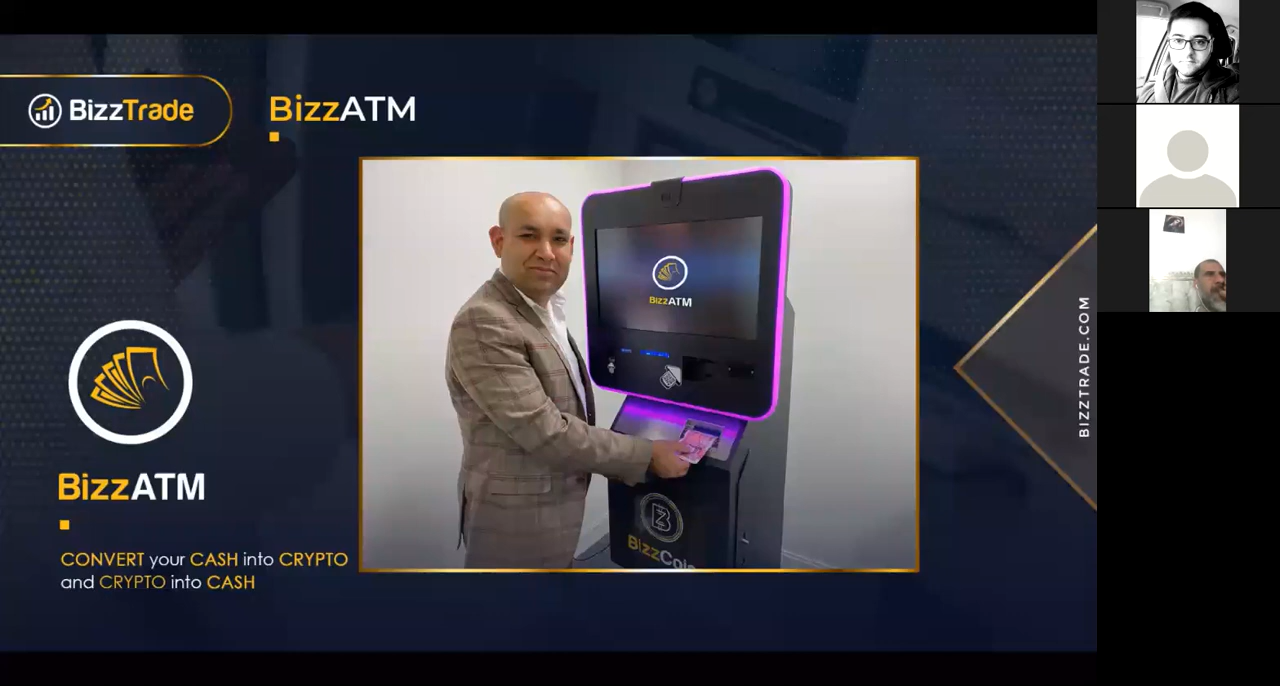 BizzTrade
BizzATM
BizzATM
BizzCoin
BizzATM
CONVERT your CASH into CRYPTO
and CRYPTO into CASH
BIZZTRADE.COM